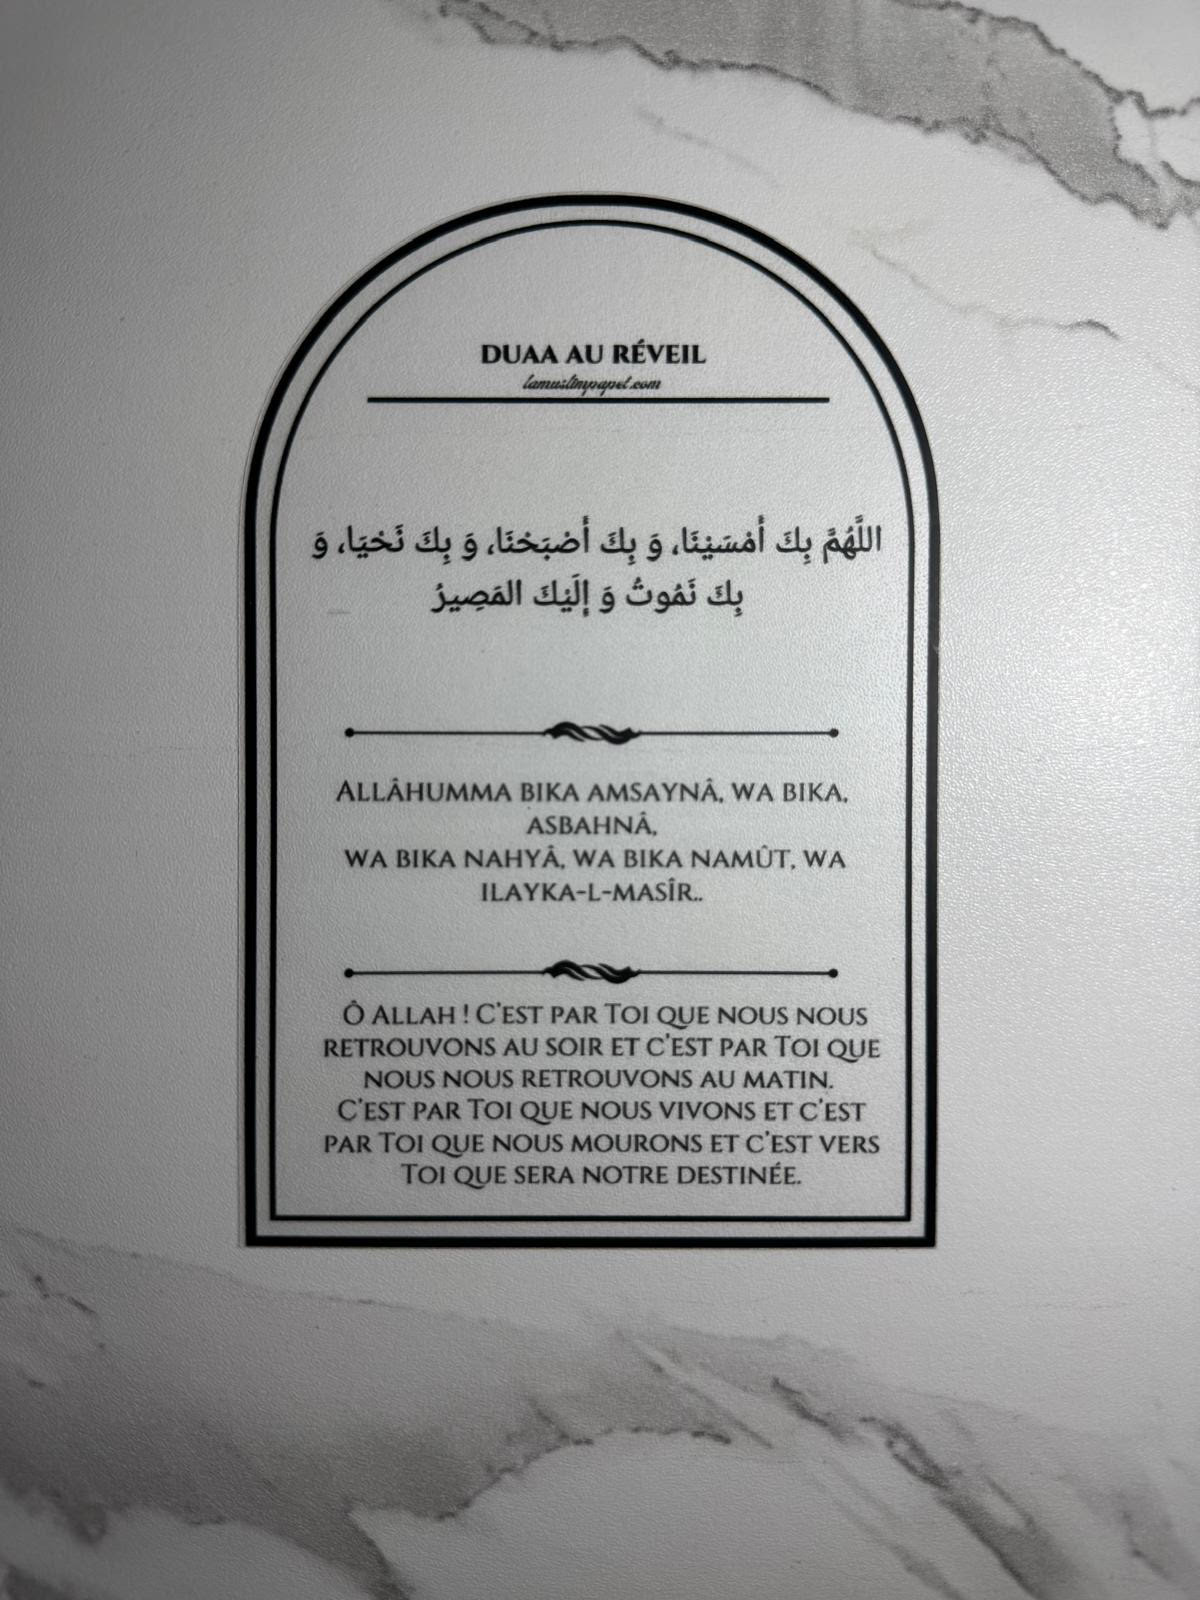 DUAA AU RÉVEIL
lamuslimpapel.com
اللَّهُمَّ بِكَ أَمْسَيْنَا، وَ بِكَ أَصْبَحْنَا، وَ بِكَ نَحْيَا، وَ
بِكَ نَمُوتُ وَ إِلَيْكَ المَصِيرُ
ALLÂHUMMA BIKA AMSAYNÂ, WA BIKA,
ASBAHNÂ,
WA BIKA NAHYÂ, WA BIKA NAMÛT, WA
ILAYKA-L-MASÎR..
Ô ALLAH ! C'EST PAR TOI QUE NOUS NOUS
RETROUVONS AU SOIR ET C'EST PAR TOI QUE
NOUS NOUS RETROUVONS AU MATIN.
C'EST PAR TOI QUE NOUS VIVONS ET C'EST
PAR TOI QUE NOUS MOURONS ET C'EST VERS
TOI QUE SERA NOTRE DESTINÉE.